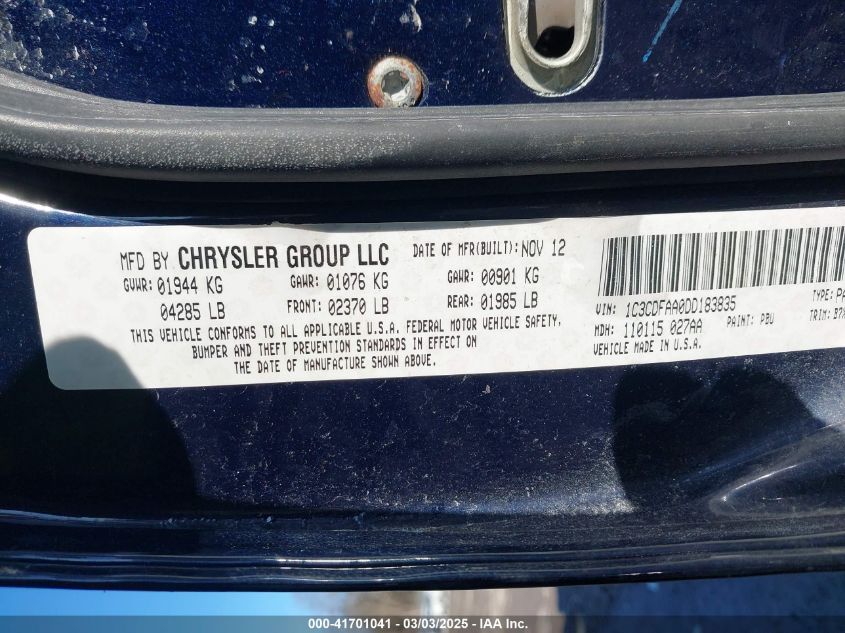 MFD BY CHRYSLER GROUP LLC DATE OF MFR(BUILT): NOV 12
GVWR: 01944 KG GAWR: 01076 KG GAWR: 00901 KG
04285 LB FRONT: 02370 LB REAR: 01985 LB
THIS VEHICLE CONFORMS TO ALL APPLICABLE U.S.A. FEDERAL MOTOR VEHICLE SAFETY,
BUMPER AND THEFT PREVENTION STANDARDS IN EFFECT ON
THE DATE OF MANUFACTURE SHOWN ABOVE.
VIN: 1C3CDFAA0DD183835 TYPE:
MDH: 110115 027AA PAINT: PBU TRIM:
VEHICLE MADE IN U.S.A.
000-41701041 - 03/03/2025 - IAA Inc.